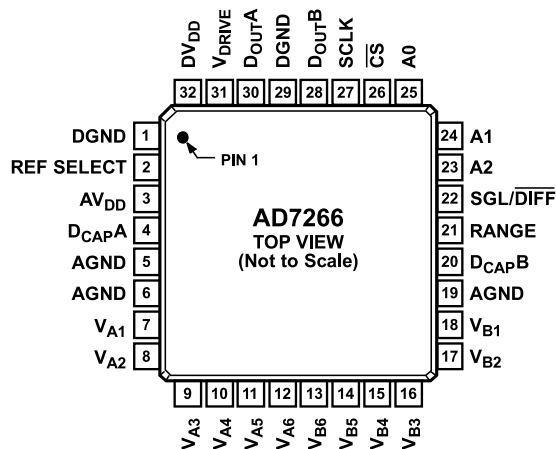 DVDD VDRIVE DOUTA DGND DOUTB SCLK C̅S̅ A0
32 31 30 29 28 27 26 25
DGND 1
REF SELECT 2
AVDD 3
DCAPA 4
AGND 5
AGND 6
VA1 7
VA2 8
PIN 1
AD7266
TOP VIEW
(Not to Scale)
24 A1
23 A2
22 SGL/D̅I̅F̅F̅
21 RANGE
20 DCAPB
19 AGND
18 VB1
17 VB2
9 10 11 12 13 14 15 16
VA3 VA4 VA5 VA6 VB6 VB5 VB4 VB3